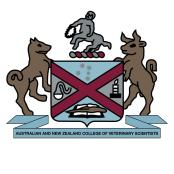 AUSTRALIAN AND NEW ZEALAND COLLEGE OF VETERINARY SCIENTISTS